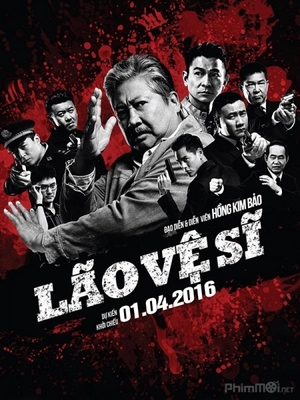 ĐẠO DIỄN & DIỄN VIÊN HỒNG KIM BẢO
LÃO VỆ SĨ
DỰ KIẾN
KHỞI CHIẾU 01.04.2016
PhimMoi.NET